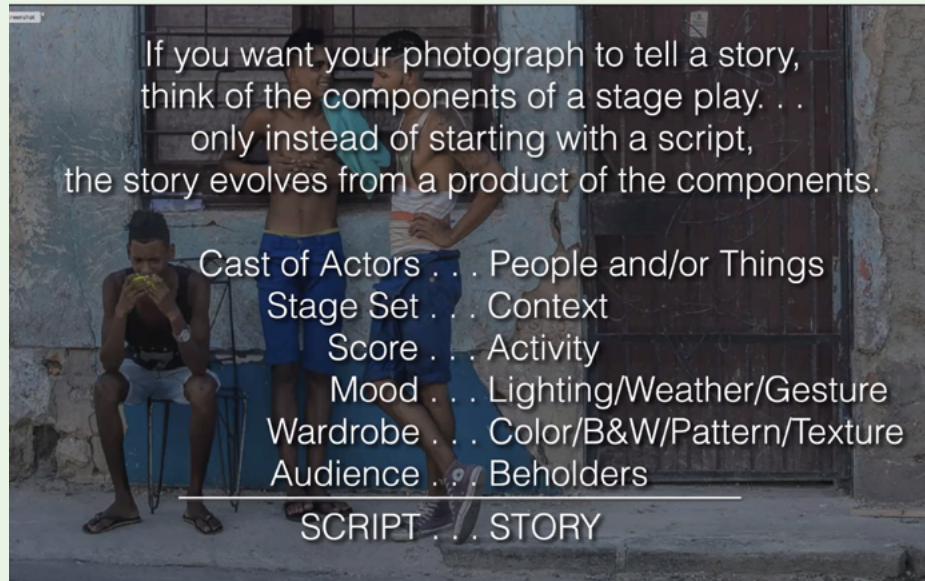 If you want your photograph to tell a story,
think of the components of a stage play. . .
only instead of starting with a script,
the story evolves from a product of the components.
Cast of Actors . . . People and/or Things
Stage Set . . . Context
Score . . . Activity
Mood . . . Lighting/Weather/Gesture
Wardrobe . . . Color/B&W/Pattern/Texture
Audience . . . Beholders
SCRIPT . . . STORY